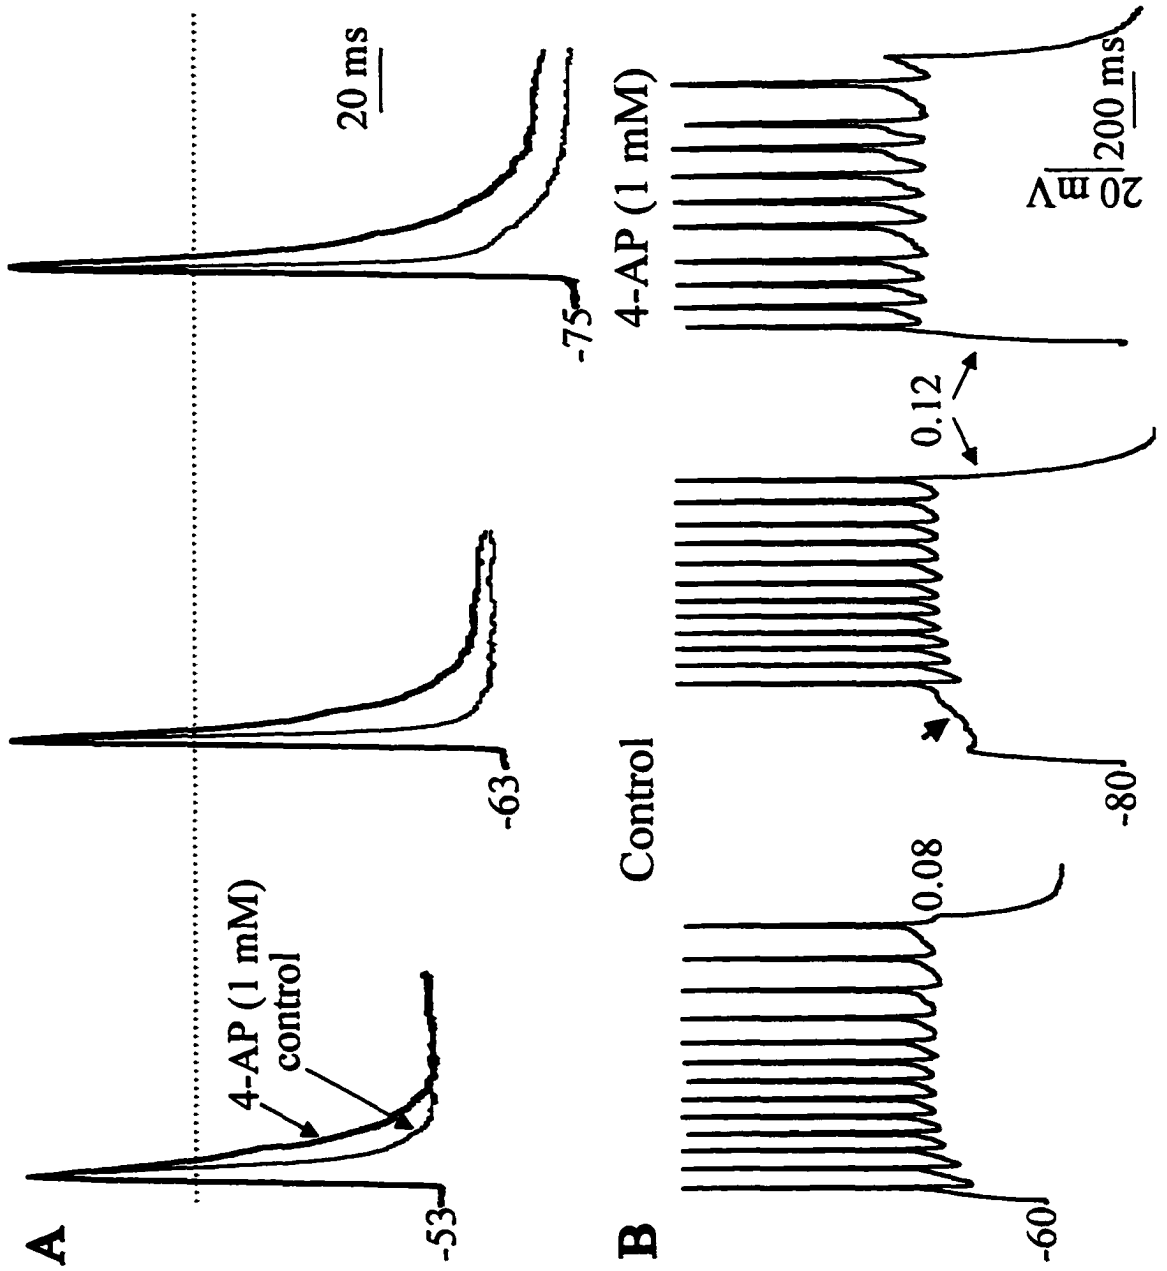 A
4-AP (1 mM)
control
20 ms
-53
-63
-75
B
Control
4-AP (1 mM)
0.08
0.12
-60
-80
20 mV
200 ms